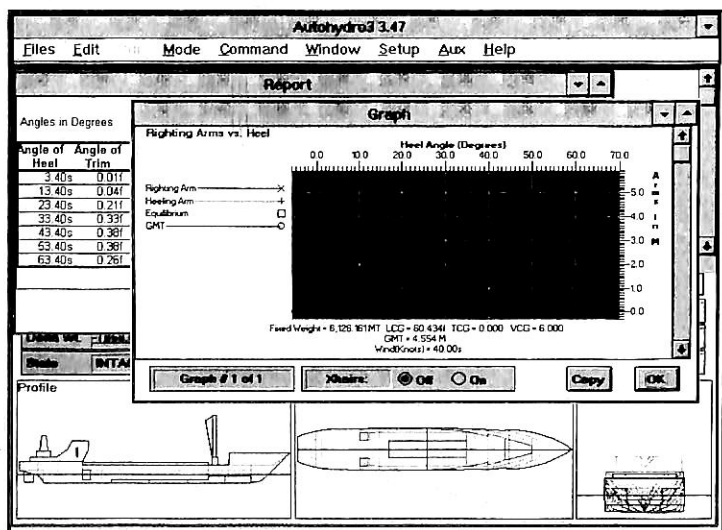 Autohydro3 3.47
Files Edit Mode Command Window Setup Aux Help
Report
Angles in Degrees
Angle of Angle of
Heel Trim
3.40s 0.01f
13.40s 0.04f
23.40s 0.21f
33.40s 0.33f
43.40s 0.38f
53.40s 0.38f
63.40s 0.26f
Graph
Righting Arms vs. Heel
Heel Angle (Degrees)
0.0 10.0 20.0 30.0 40.0 50.0 60.0 70.0
Righting Arm
Heeling Arm
Equilibrium
GMT
5.0
4.0
3.0
2.0
1.0
0.0
Arms in M
Fixed Weight = 6,128.161MT LCG = 60.434f TCG = 0.000 VCG = 6.000
GMT = 4.554 M
Wind(Knots) = 40.00s
Graph # 1 of 1 Xhairs: Off On Copy OK
State INTA
Profile